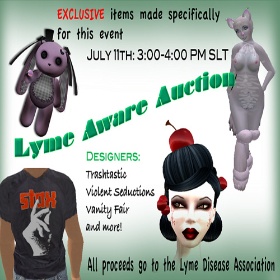 EXCLUSIVE items made specifically
for this event
JULY 11TH: 3:00-4:00 PM SLT
Lyme Aware Auction
DESIGNERS:
Trashtastic
Violent Seductions
Vanity Fair
and more!
styx
All proceeds go to the Lyme Disease Association